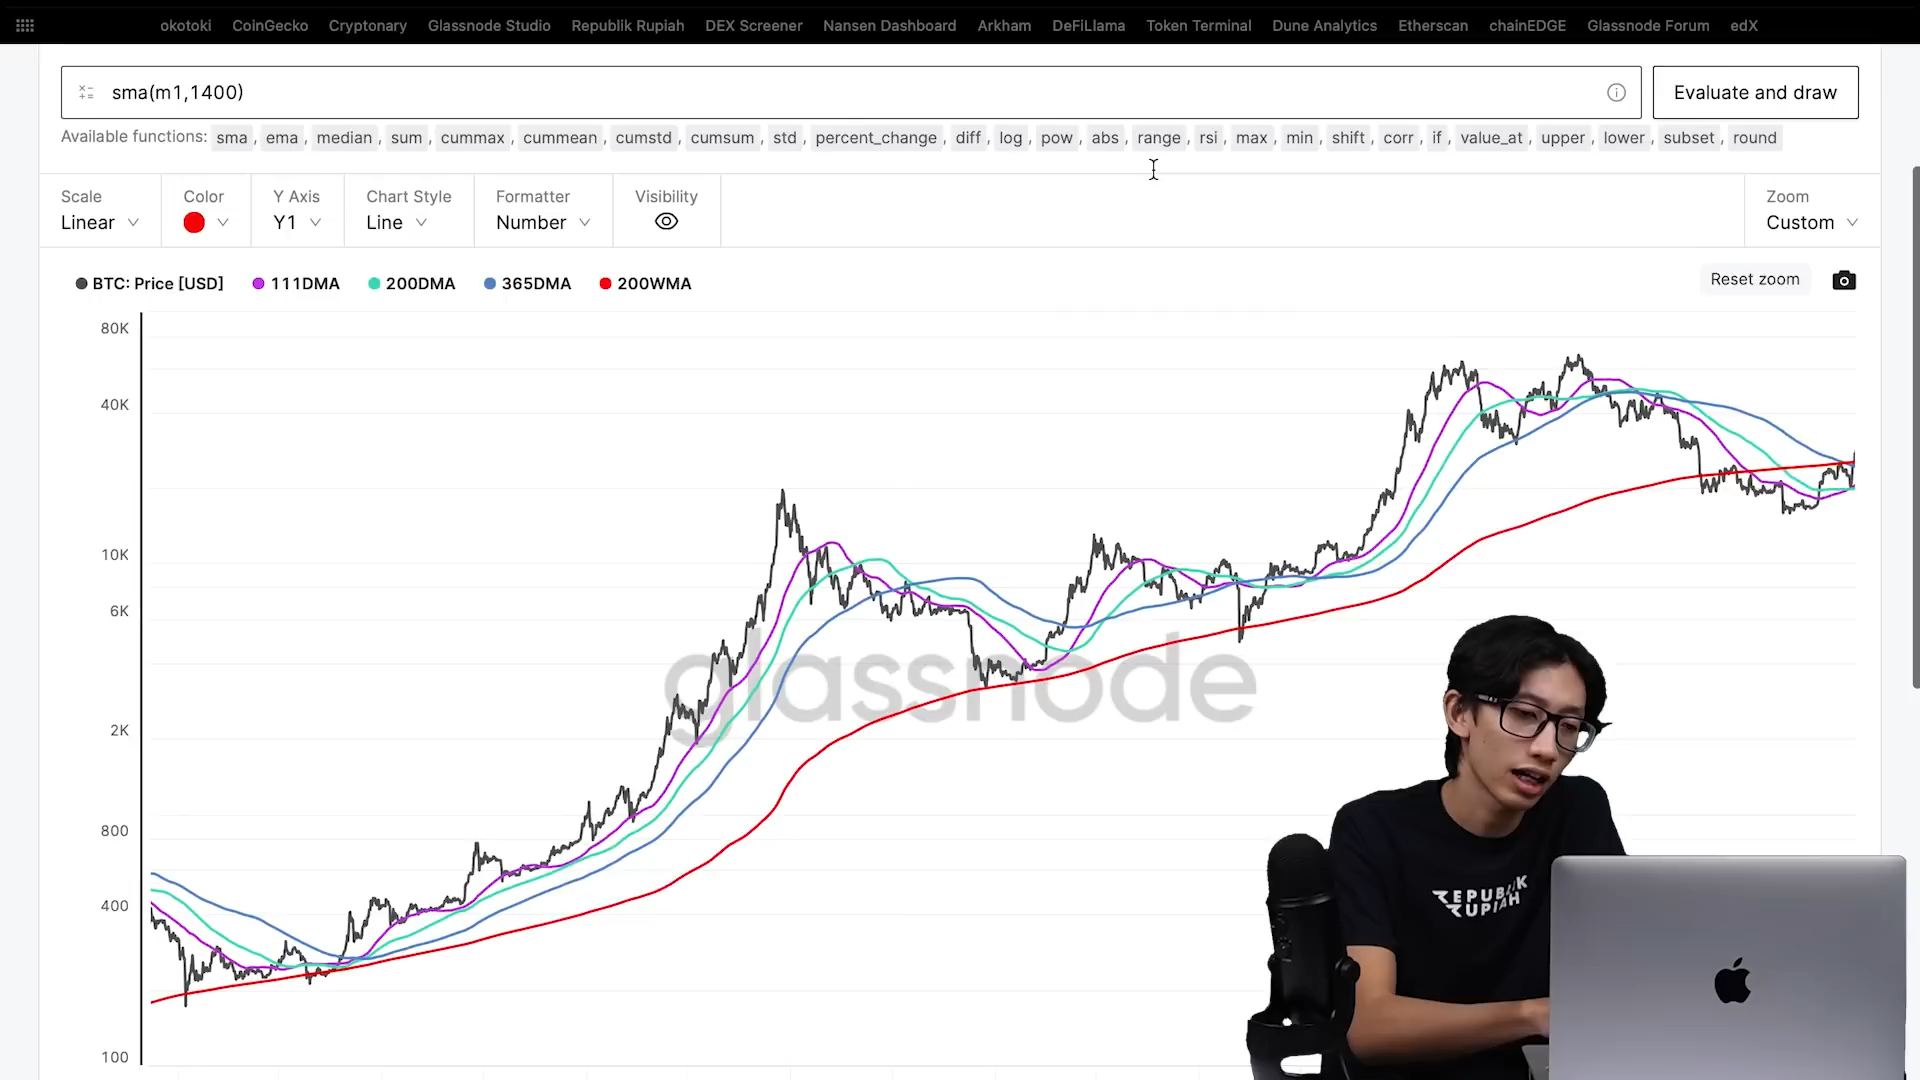 okotoki CoinGecko Cryptonary Glassnode Studio Republik Rupiah DEX Screener Nansen Dashboard Arkham DeFiLlama Token Terminal Dune Analytics Etherscan chainEDGE Glassnode Forum edX
sma(m1,1400)
Evaluate and draw
Available functions: sma , ema , median , sum , cummax , cummean , cumstd , cumsum , std , percent_change , diff , log , pow , abs , range , rsi , max , min , shift , corr , if , value_at , upper , lower , subset , round
Scale Color Y Axis Chart Style Formatter Visibility Zoom
Linear Y1 Line Number Custom
BTC: Price [USD] 111DMA 200DMA 365DMA 200WMA
Reset zoom
80K
40K
10K
6K
2K
800
400
100
glassnode
REPUBLIK
RUPIAH